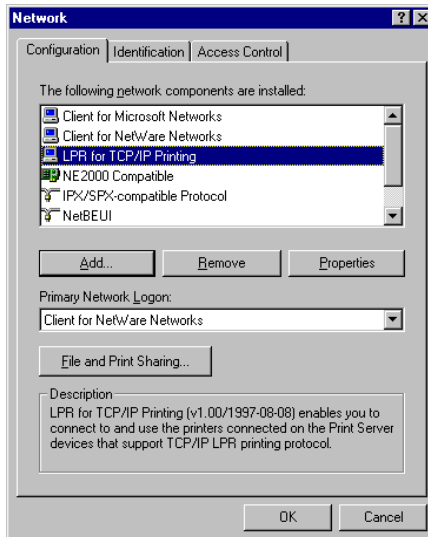 Network
Configuration Identification Access Control
The following network components are installed:
Client for Microsoft Networks
Client for NetWare Networks
LPR for TCP/IP Printing
NE2000 Compatible
IPX/SPX-compatible Protocol
NetBEUI
Add... Remove Properties
Primary Network Logon:
Client for NetWare Networks
File and Print Sharing...
Description
LPR for TCP/IP Printing (v1.00/1997-08-08) enables you to
connect to and use the printers connected on the Print Server
devices that support TCP/IP LPR printing protocol.
OK Cancel